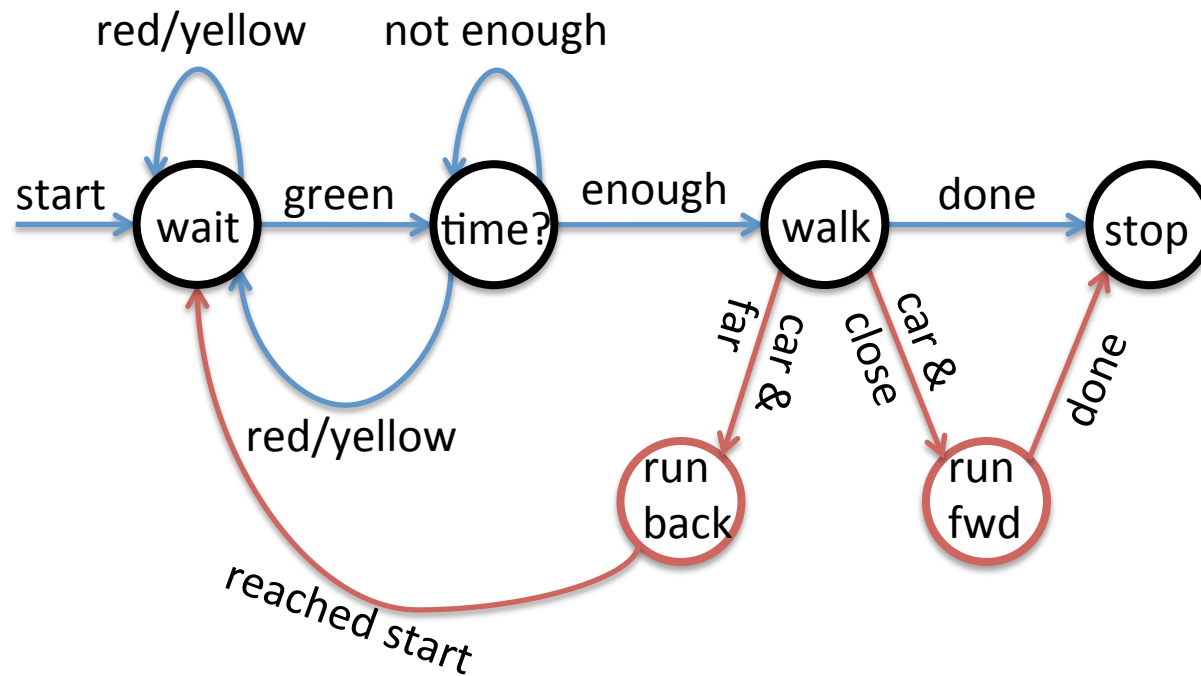 red/yellow
not enough
start
green
enough
done
wait
time?
walk
stop
car &
far
car &
close
done
red/yellow
run
back
run
fwd
reached start